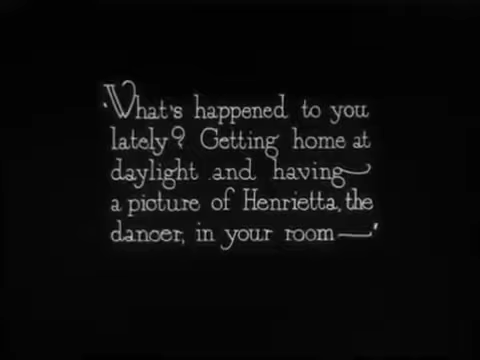 'What's happened to you
lately? Getting home at
daylight and having
a picture of Henrietta, the
dancer, in your room —"